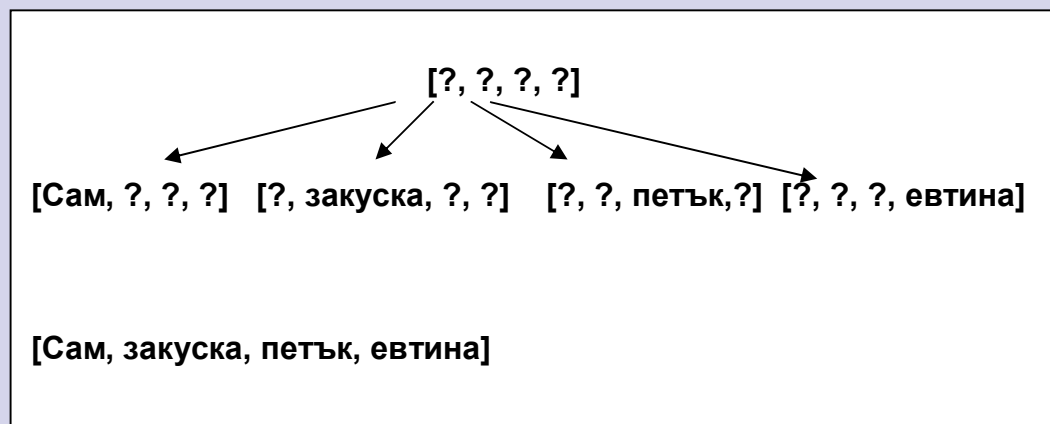 [?, ?, ?, ?]
[Сам, ?, ?, ?] [?, закуска, ?, ?] [?, ?, петък,?] [?, ?, ?, евтина]
[Сам, закуска, петък, евтина]